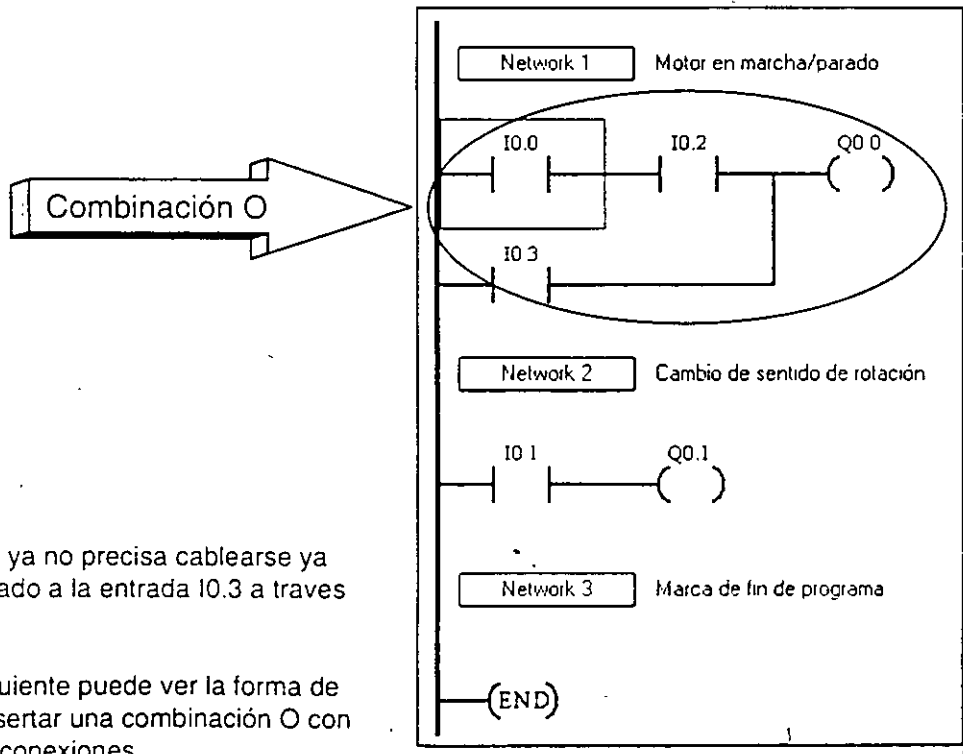 Network 1 Motor en marcha/parado
I0.0 I0.2 Q0 0
Combinación O
I0 3
Network 2 Cambio de sentido de rotación
I0 1 Q0.1
ya no precisa cablearse ya
ado a la entrada I0.3 a traves
Network 3 Marca de fin de programa
uiente puede ver la forma de
sertar una combinación O con
conexiones
(END)